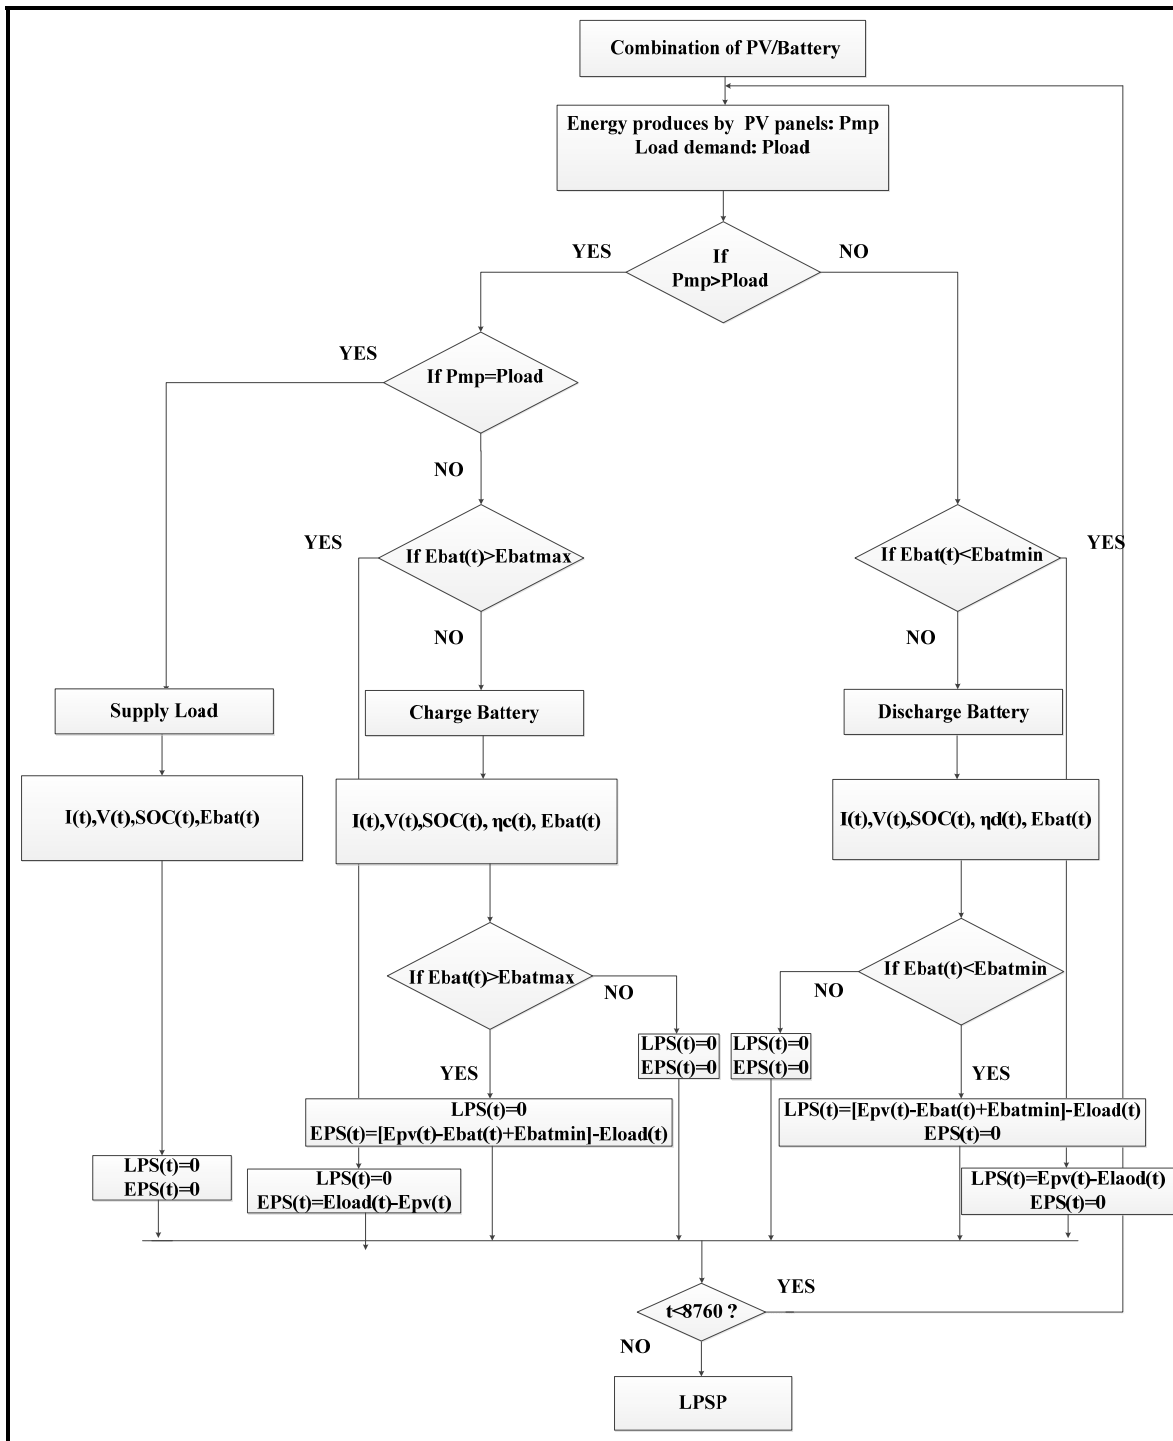 Combination of PV/Battery
Energy produces by PV panels: Pmp
Load demand: Pload
YES
If
Pmp>Pload
NO
YES
If Pmp=Pload
NO
YES
If Ebat(t)>Ebatmax
NO
If Ebat(t)<Ebatmin
YES
NO
Supply Load
Charge Battery
Discharge Battery
I(t),V(t),SOC(t),Ebat(t)
I(t),V(t),SOC(t), ηc(t), Ebat(t)
I(t),V(t),SOC(t), ηd(t), Ebat(t)
If Ebat(t)>Ebatmax
NO
YES
If Ebat(t)<Ebatmin
NO
YES
LPS(t)=0
EPS(t)=0
LPS(t)=0
EPS(t)=0
LPS(t)=0
EPS(t)=[Epv(t)-Ebat(t)+Ebatmin]-Eload(t)
LPS(t)=[Epv(t)-Ebat(t)+Ebatmin]-Eload(t)
EPS(t)=0
LPS(t)=0
EPS(t)=0
LPS(t)=0
EPS(t)=Eload(t)-Epv(t)
LPS(t)=Epv(t)-Elaod(t)
EPS(t)=0
t<8760 ?
YES
NO
LPSP